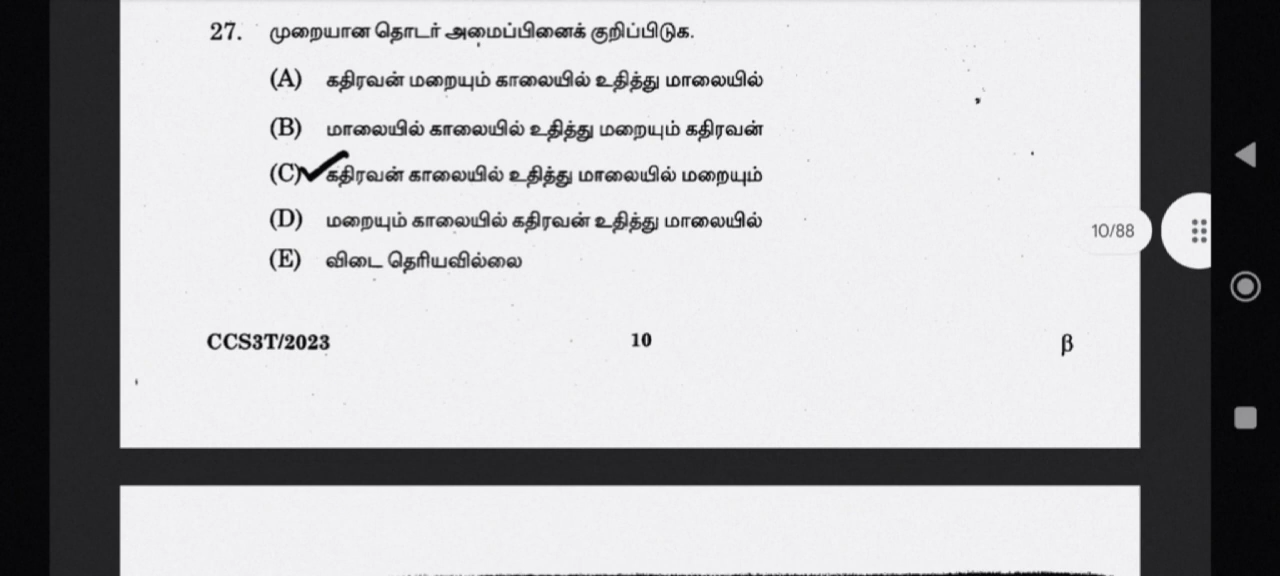 27. முறையான தொடர் அமைப்பினைக் குறிப்பிடுக.
(A) கதிரவன் மறையும் காலையில் உதித்து மாலையில்
(B) மாலையில் காலையில் உதித்து மறையும் கதிரவன்
(C) கதிரவன் காலையில் உதித்து மாலையில் மறையும்
10/88
(D) மறையும் காலையில் கதிரவன் உதித்து மாலையில்
(E) விடை தெரியவில்லை
CCS3T/2023 10 β